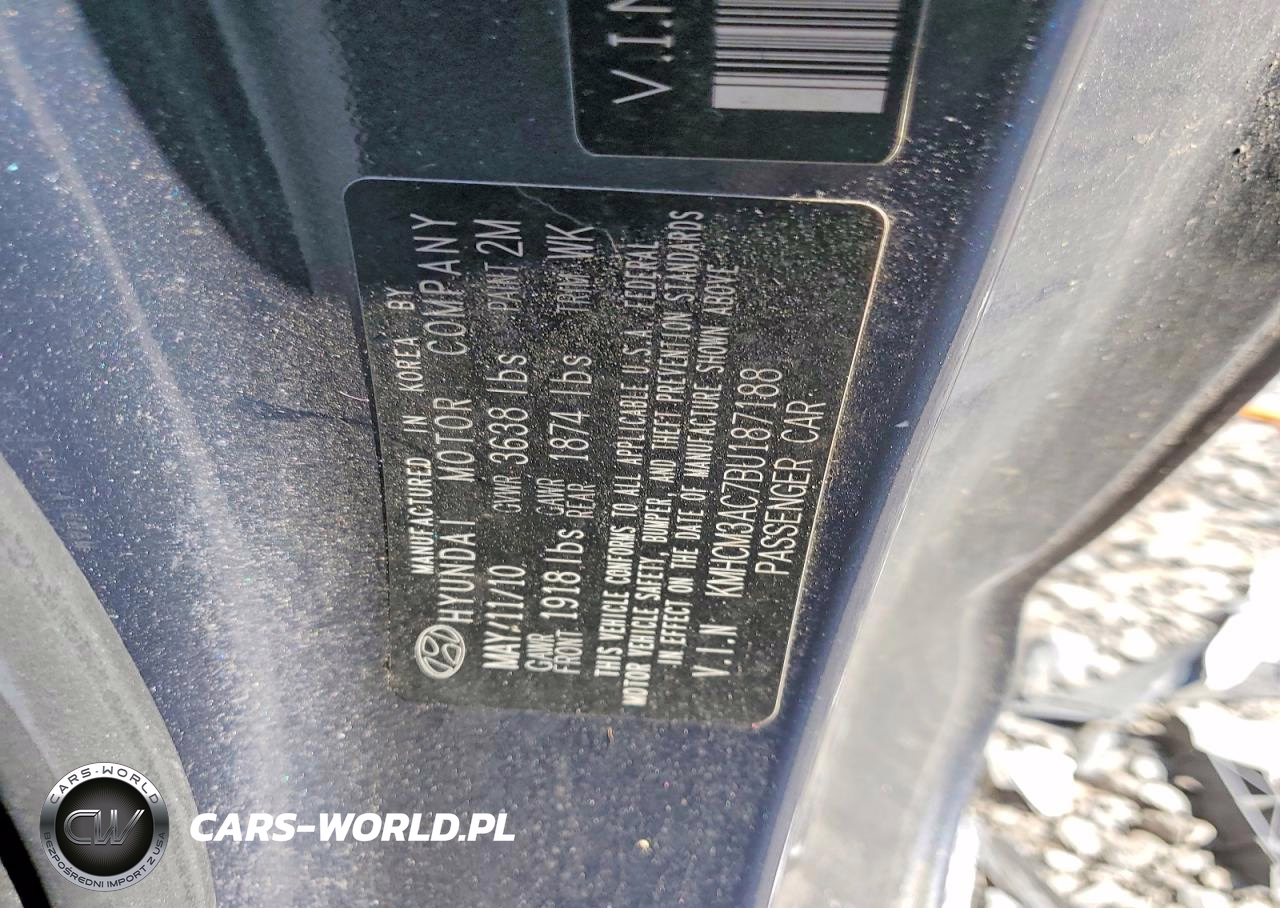 V.I.N
MANUFACTURED IN KOREA BY
HYUNDAI MOTOR COMPANY
MAY/11/10 GVWR 3638 lbs PAINT 2M
GAWR FRONT 1918 lbs GAWR REAR 1874 lbs TRIM WK
THIS VEHICLE CONFORMS TO ALL APPLICABLE U.S.A FEDERAL
MOTOR VEHICLE SAFETY, BUMPER, AND THEFT PREVENTION STANDARDS
IN EFFECT ON THE DATE OF MANUFACTURE SHOWN ABOVE
V.I.N KMHCM3AC7BU187188
PASSENGER CAR
CARS-WORLD
CW
BEZPOŚREDNI IMPORT Z USA
CARS-WORLD.PL